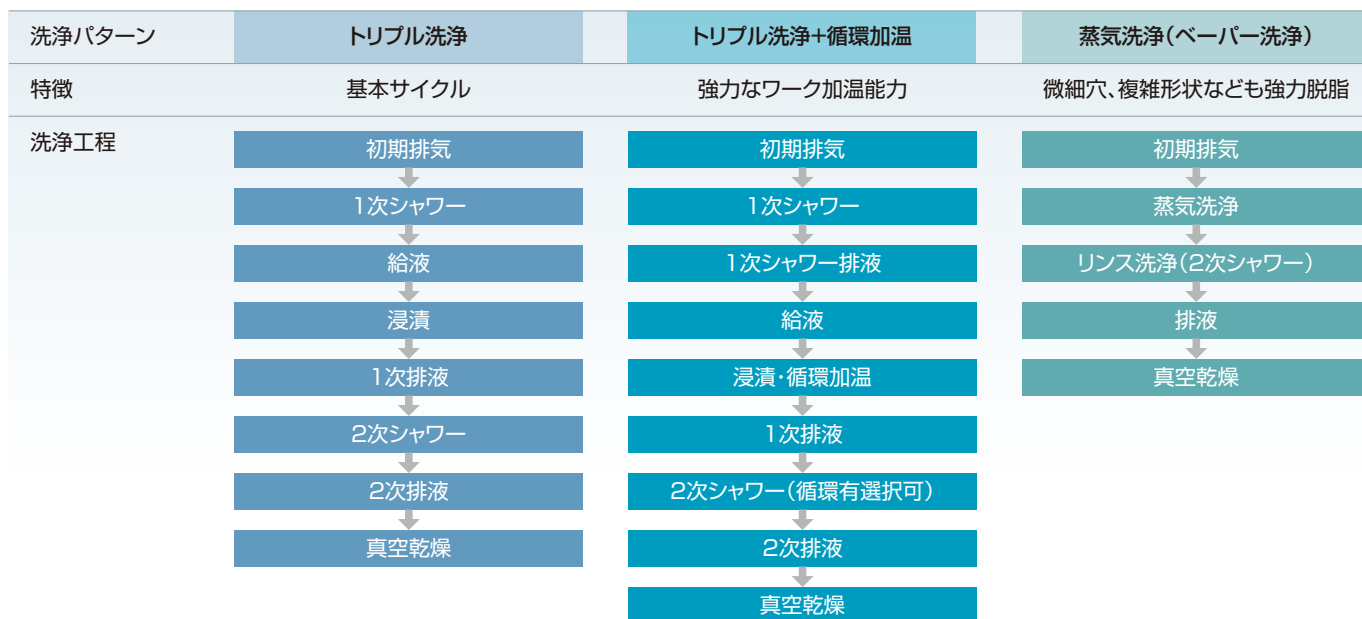 洗浄パターン
トリプル洗浄
トリプル洗浄+循環加温
蒸気洗浄(ベーパー洗浄)
特徴
基本サイクル
強力なワーク加温能力
微細穴、複雑形状なども強力脱脂
洗浄工程
初期排気
1次シャワー
給液
浸漬
1次排液
2次シャワー
2次排液
真空乾燥
初期排気
1次シャワー
1次シャワー排液
給液
浸漬・循環加温
1次排液
2次シャワー(循環有選択可)
2次排液
真空乾燥
初期排気
蒸気洗浄
リンス洗浄(2次シャワー)
排液
真空乾燥